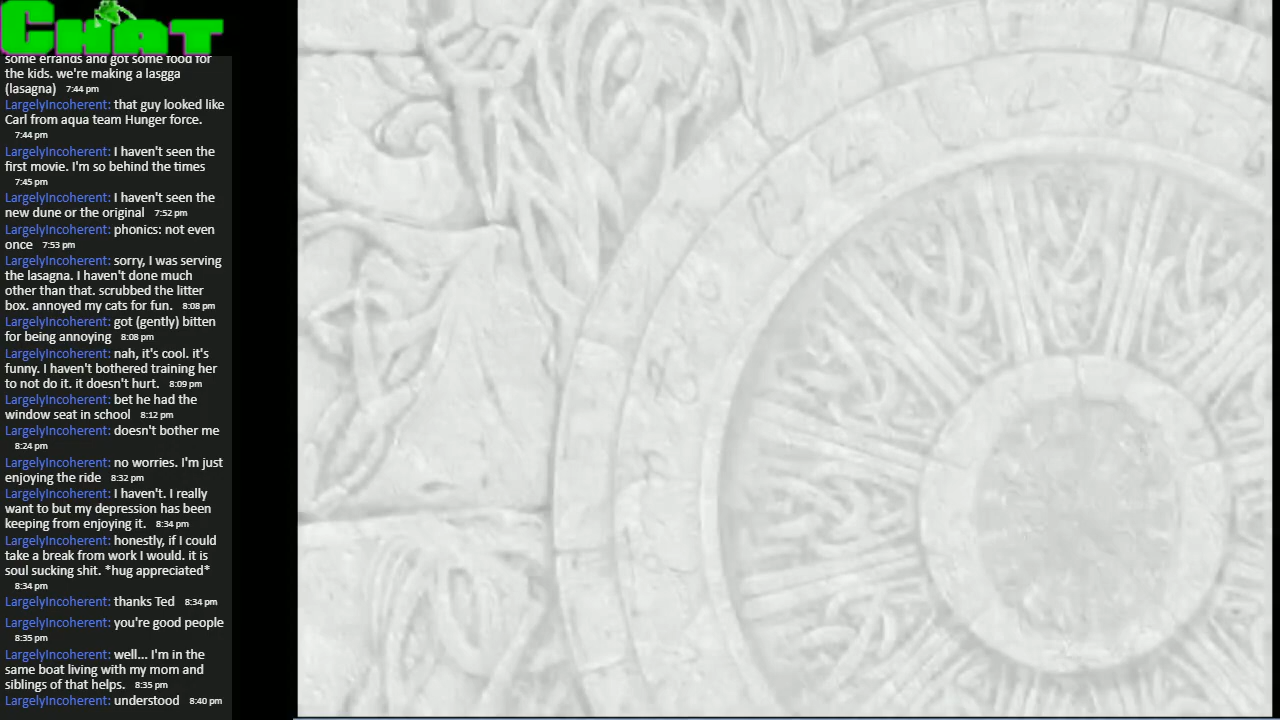 CHAT
some errands and got some food for
the kids. we're making a lasgga
(lasagna) 7:44 pm
LargelyIncoherent: that guy looked like
Carl from aqua team Hunger force.
7:44 pm
LargelyIncoherent: I haven't seen the
first movie. I'm so behind the times
7:45 pm
LargelyIncoherent: I haven't seen the
new dune or the original 7:52 pm
LargelyIncoherent: phonics: not even
once 7:53 pm
LargelyIncoherent: sorry, I was serving
the lasagna. I haven't done much
other than that. scrubbed the litter
box. annoyed my cats for fun. 8:08 pm
LargelyIncoherent: got (gently) bitten
for being annoying 8:08 pm
LargelyIncoherent: nah, it's cool. it's
funny. I haven't bothered training her
to not do it. it doesn't hurt. 8:09 pm
LargelyIncoherent: bet he had the
window seat in school 8:12 pm
LargelyIncoherent: doesn't bother me
8:24 pm
LargelyIncoherent: no worries. I'm just
enjoying the ride 8:32 pm
LargelyIncoherent: I haven't. I really
want to but my depression has been
keeping from enjoying it. 8:34 pm
LargelyIncoherent: honestly, if I could
take a break from work I would. it is
soul sucking shit. *hug appreciated*
8:34 pm
LargelyIncoherent: thanks Ted 8:34 pm
LargelyIncoherent: you're good people
8:35 pm
LargelyIncoherent: well... I'm in the
same boat living with my mom and
siblings of that helps. 8:35 pm
LargelyIncoherent: understood 8:40 pm